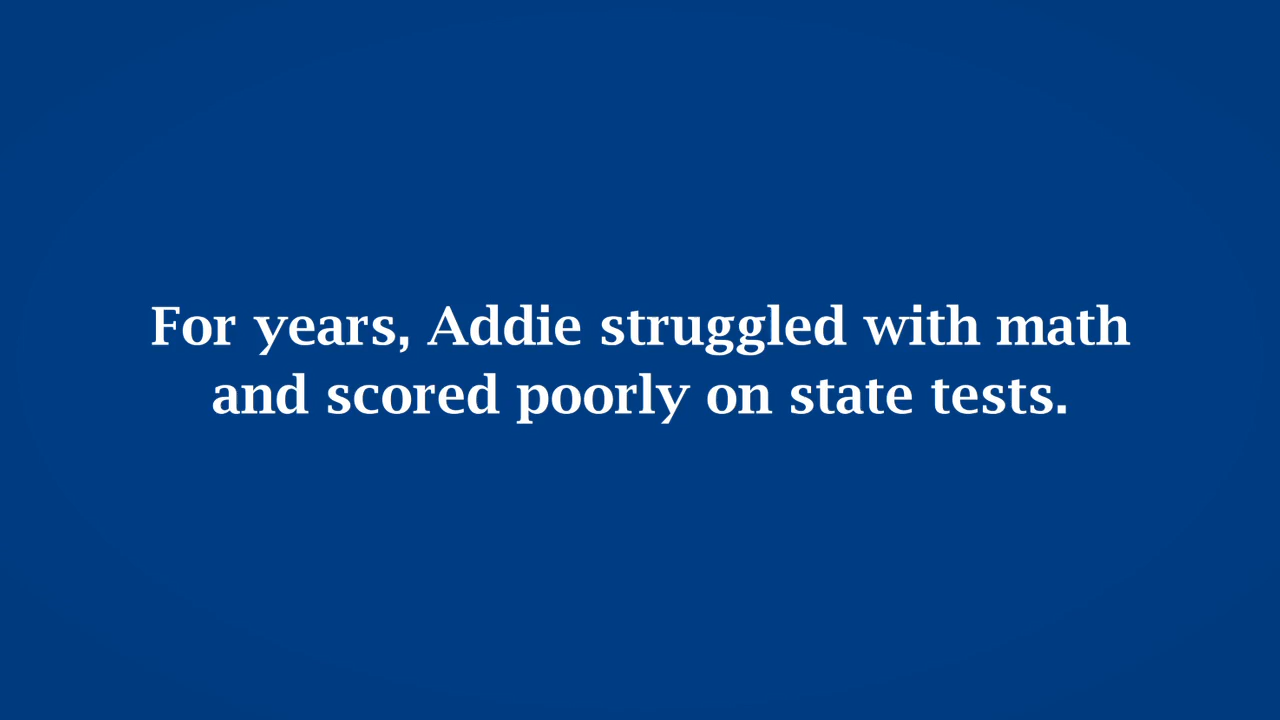 For years, Addie struggled with math
and scored poorly on state tests.